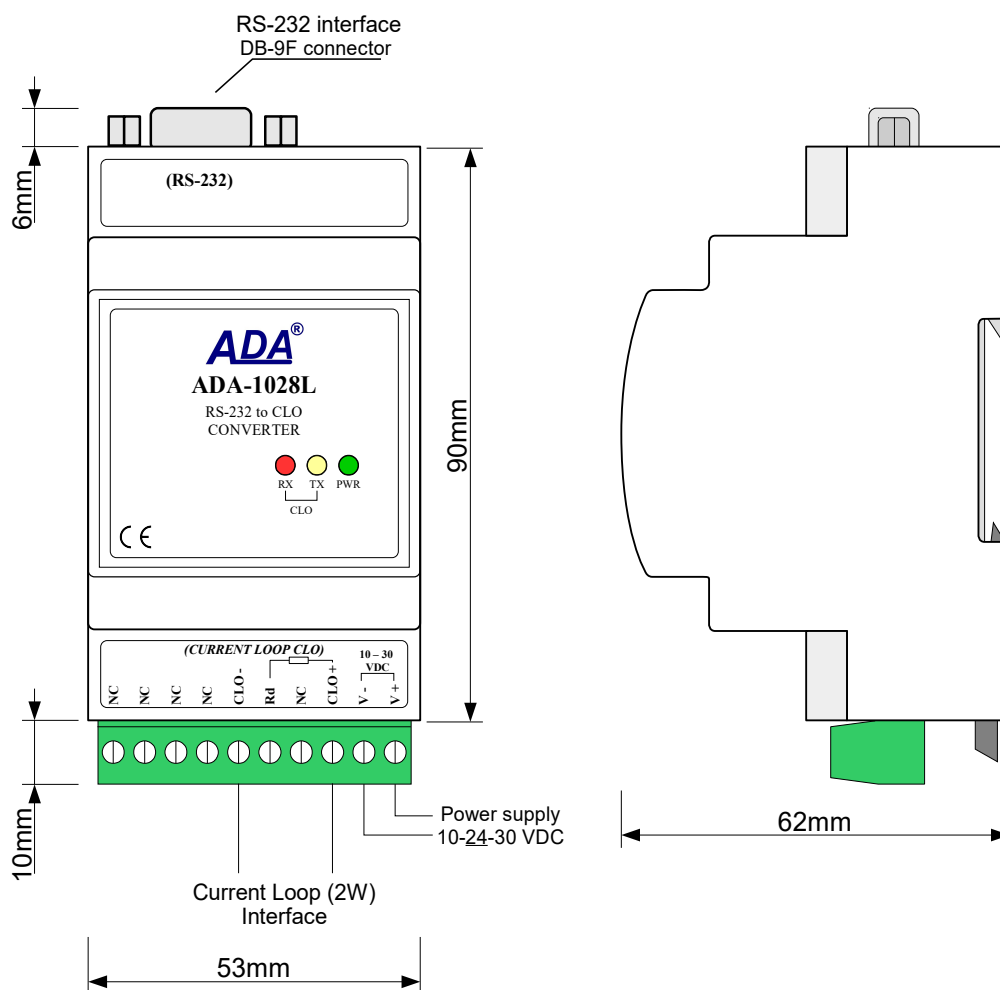 RS-232 interface
DB-9F connector
6mm
(RS-232)
ADA®
ADA-1028L
RS-232 to CLO
CONVERTER
RX TX PWR
CLO
CE
90mm
(CURRENT LOOP CLO)
10 – 30
VDC
NC NC NC NC CLO - Rd NC CLO + V - V +
10mm
Power supply
10-24-30 VDC
Current Loop (2W)
Interface
53mm
62mm